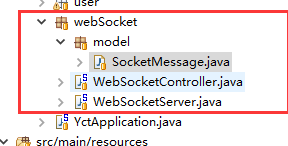 user
webSocket
model
SocketMessage.java
WebSocketController.java
WebSocketServer.java
YctApplication.java
src/main/resources